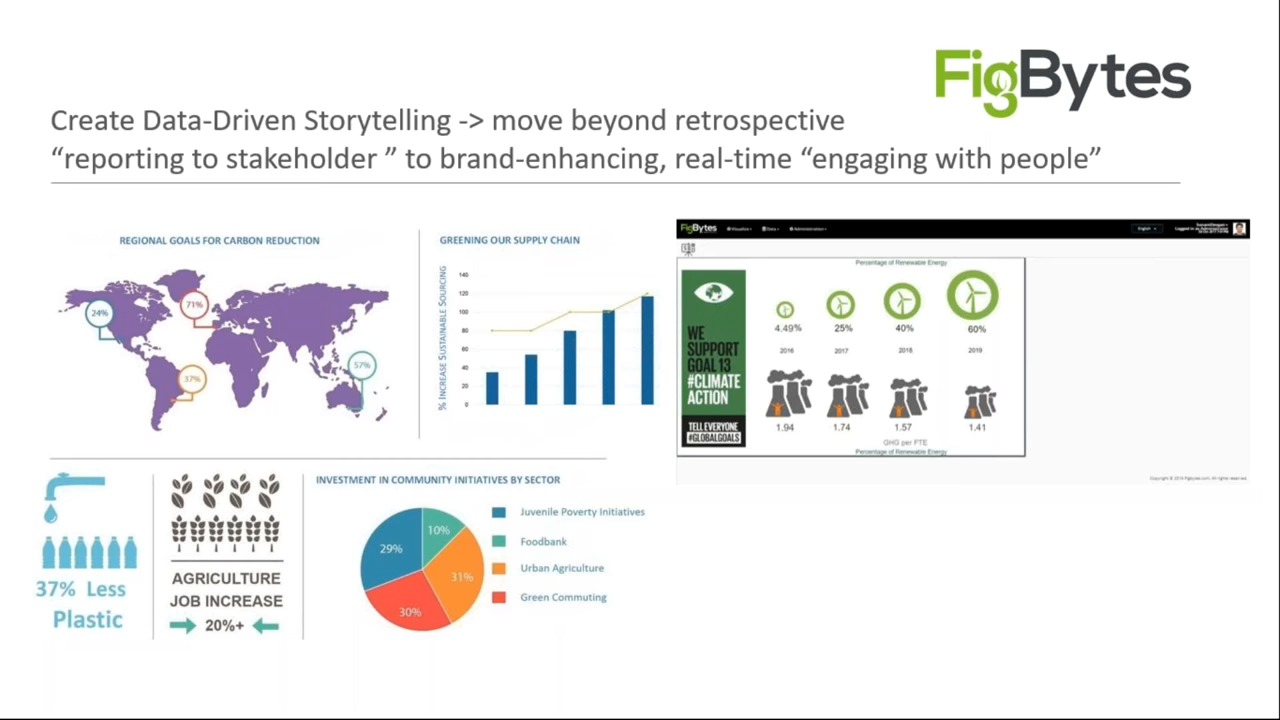 FigBytes
Create Data-Driven Storytelling -> move beyond retrospective
“reporting to stakeholder ” to brand-enhancing, real-time “engaging with people”
REGIONAL GOALS FOR CARBON REDUCTION
24%
71%
37%
57%
GREENING OUR SUPPLY CHAIN
% INCREASE SUSTAINABLE SOURCING
140
120
100
80
60
40
20
0
37% Less
Plastic
AGRICULTURE
JOB INCREASE
20%+
INVESTMENT IN COMMUNITY INITIATIVES BY SECTOR
29%
10%
31%
30%
Juvenile Poverty Initiatives
Foodbank
Urban Agriculture
Green Commuting
FigBytes
Visualize
Data
Administration
English
Percentage of Renewable Energy
WE
SUPPORT
GOAL 13
#CLIMATE
ACTION
TELL EVERYONE
#GLOBALGOALS
4.49% 25% 40% 60%
2016 2017 2018 2019
1.94 1.74 1.57 1.41
GHG per FTE
Percentage of Renewable Energy